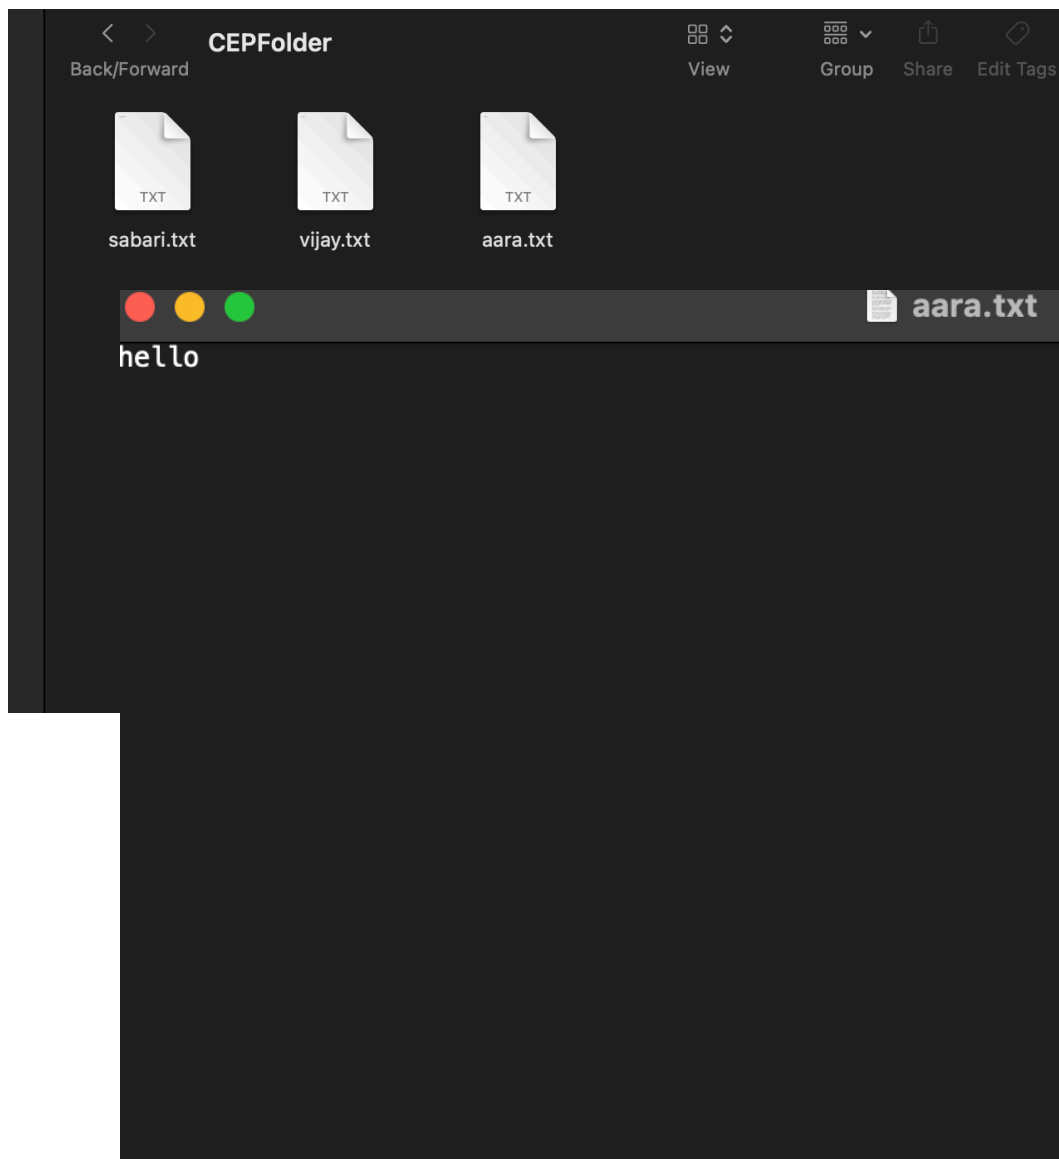 CEPFolder
Back/Forward
View
Group
Share
Edit Tags
TXT
TXT
TXT
sabari.txt
vijay.txt
aara.txt
aara.txt
hello